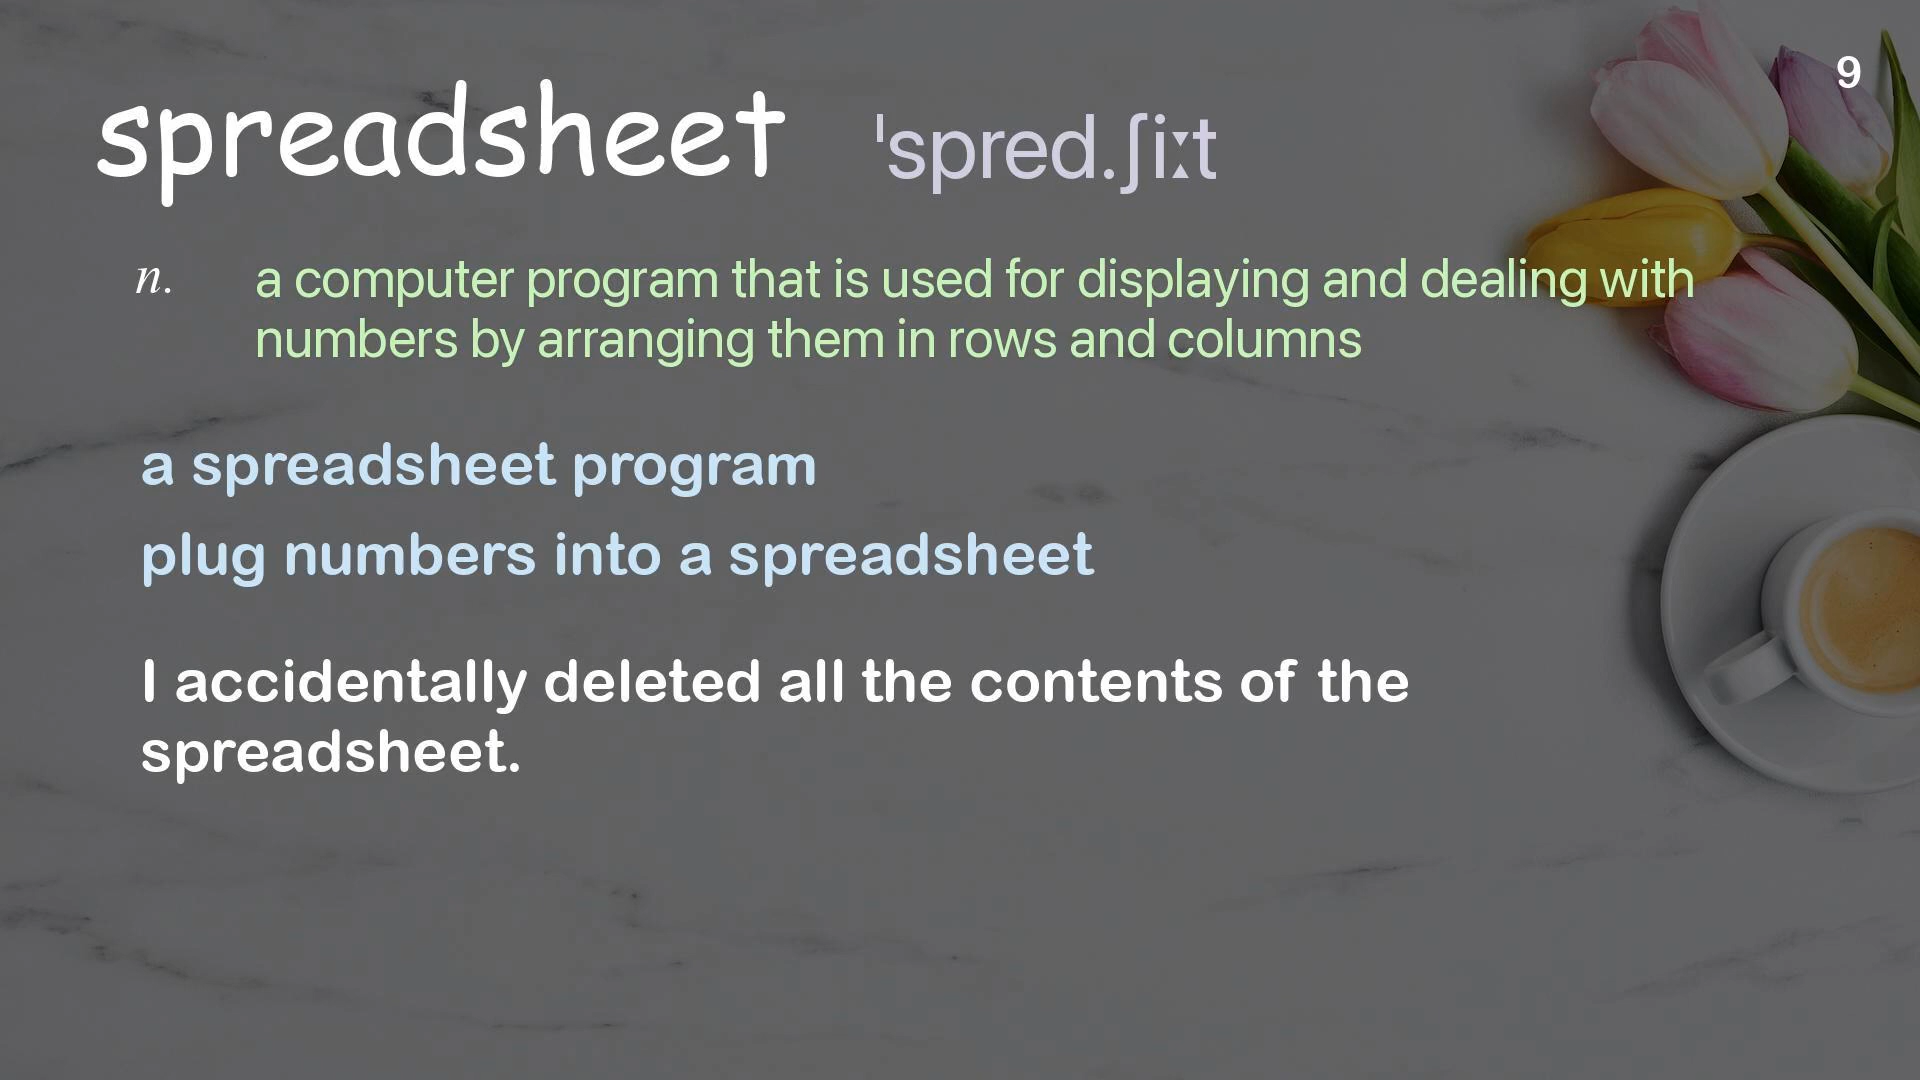 9
spreadsheet ˈspred.ʃiːt
n. a computer program that is used for displaying and dealing with
numbers by arranging them in rows and columns
a spreadsheet program
plug numbers into a spreadsheet
I accidentally deleted all the contents of the
spreadsheet.